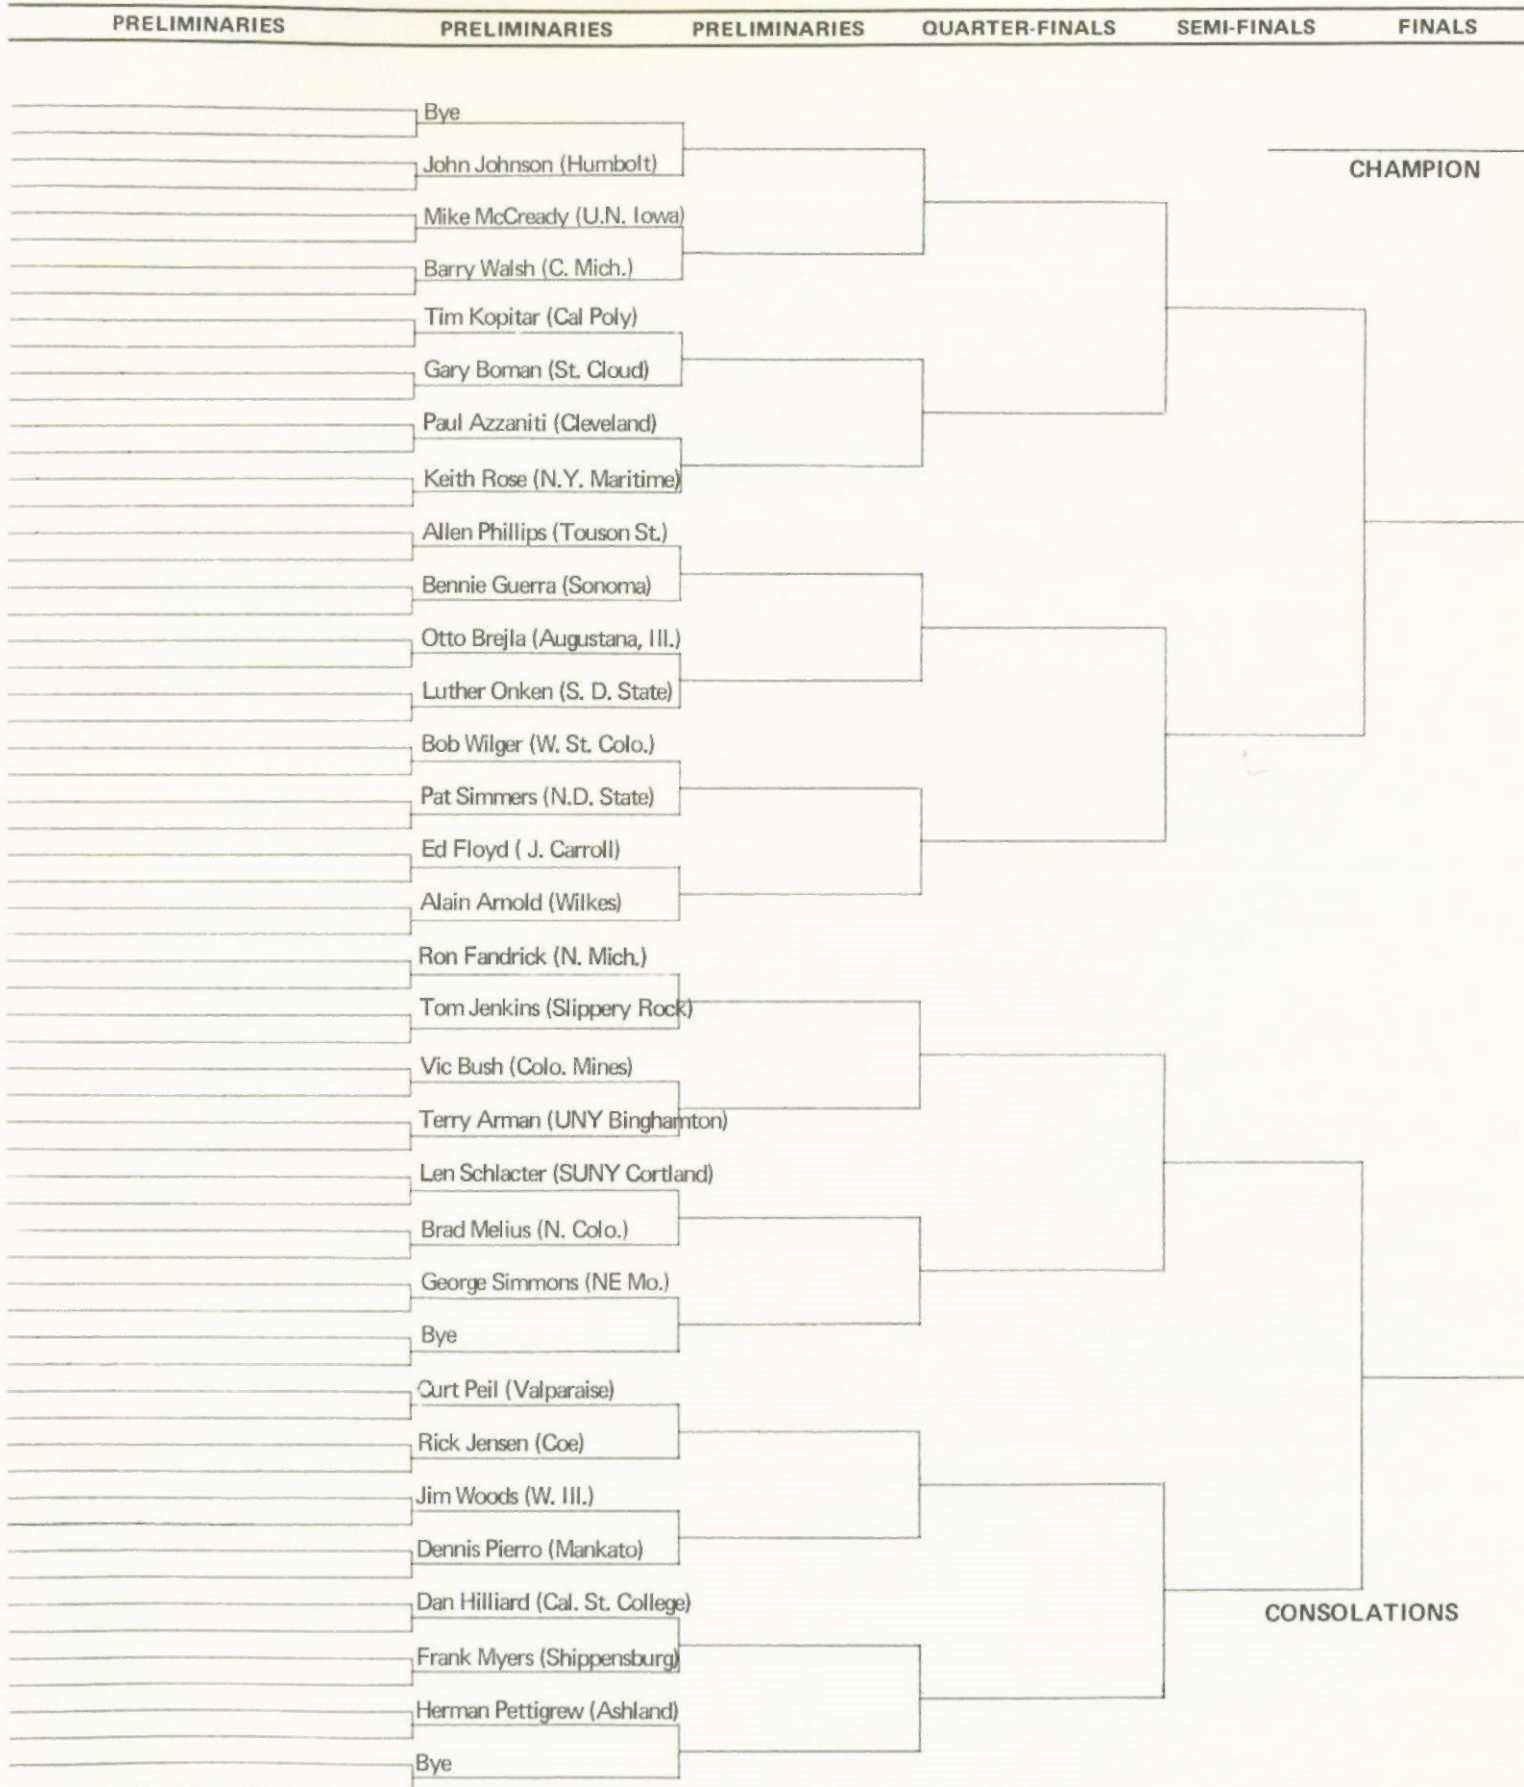 PRELIMINARIES PRELIMINARIES PRELIMINARIES QUARTER-FINALS SEMI-FINALS FINALS
Bye
John Johnson (Humbolt)
CHAMPION
Mike McCready (U.N. Iowa)
Barry Walsh (C. Mich.)
Tim Kopitar (Cal Poly)
Gary Boman (St. Cloud)
Paul Azzaniti (Cleveland)
Keith Rose (N.Y. Maritime)
Allen Phillips (Touson St.)
Bennie Guerra (Sonoma)
Otto Brejla (Augustana, Ill.)
Luther Onken (S. D. State)
Bob Wilger (W. St. Colo.)
Pat Simmers (N.D. State)
Ed Floyd ( J. Carroll)
Alain Arnold (Wilkes)
Ron Fandrick (N. Mich.)
Tom Jenkins (Slippery Rock)
Vic Bush (Colo. Mines)
Terry Arman (UNY Binghamton)
Len Schlacter (SUNY Cortland)
Brad Melius (N. Colo.)
George Simmons (NE Mo.)
Bye
Curt Peil (Valparaise)
Rick Jensen (Coe)
Jim Woods (W. Ill.)
Dennis Pierro (Mankato)
Dan Hilliard (Cal. St. College)
CONSOLATIONS
Frank Myers (Shippensburg)
Herman Pettigrew (Ashland)
Bye